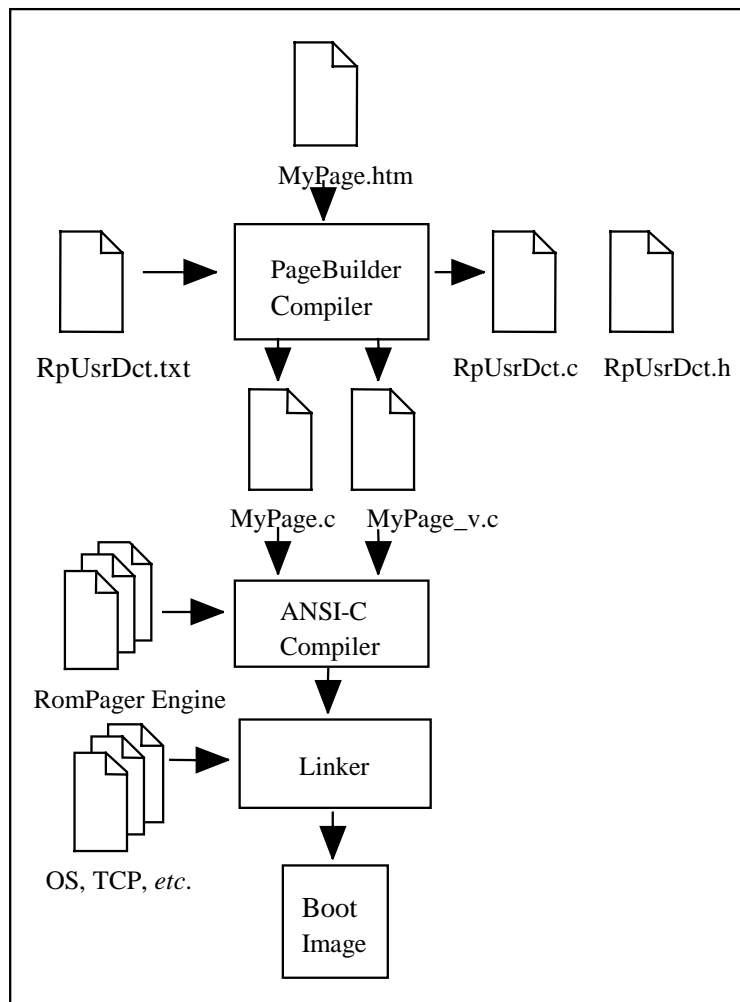 MyPage.htm
PageBuilder
Compiler
RpUsrDct.txt
RpUsrDct.c
RpUsrDct.h
MyPage.c
MyPage_v.c
ANSI-C
Compiler
RomPager Engine
Linker
OS, TCP, etc.
Boot
Image